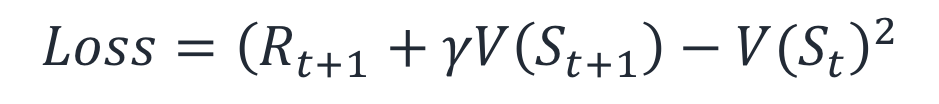 Loss = (R_{t+1} + γV(S_{t+1}) − V(S_t)^2